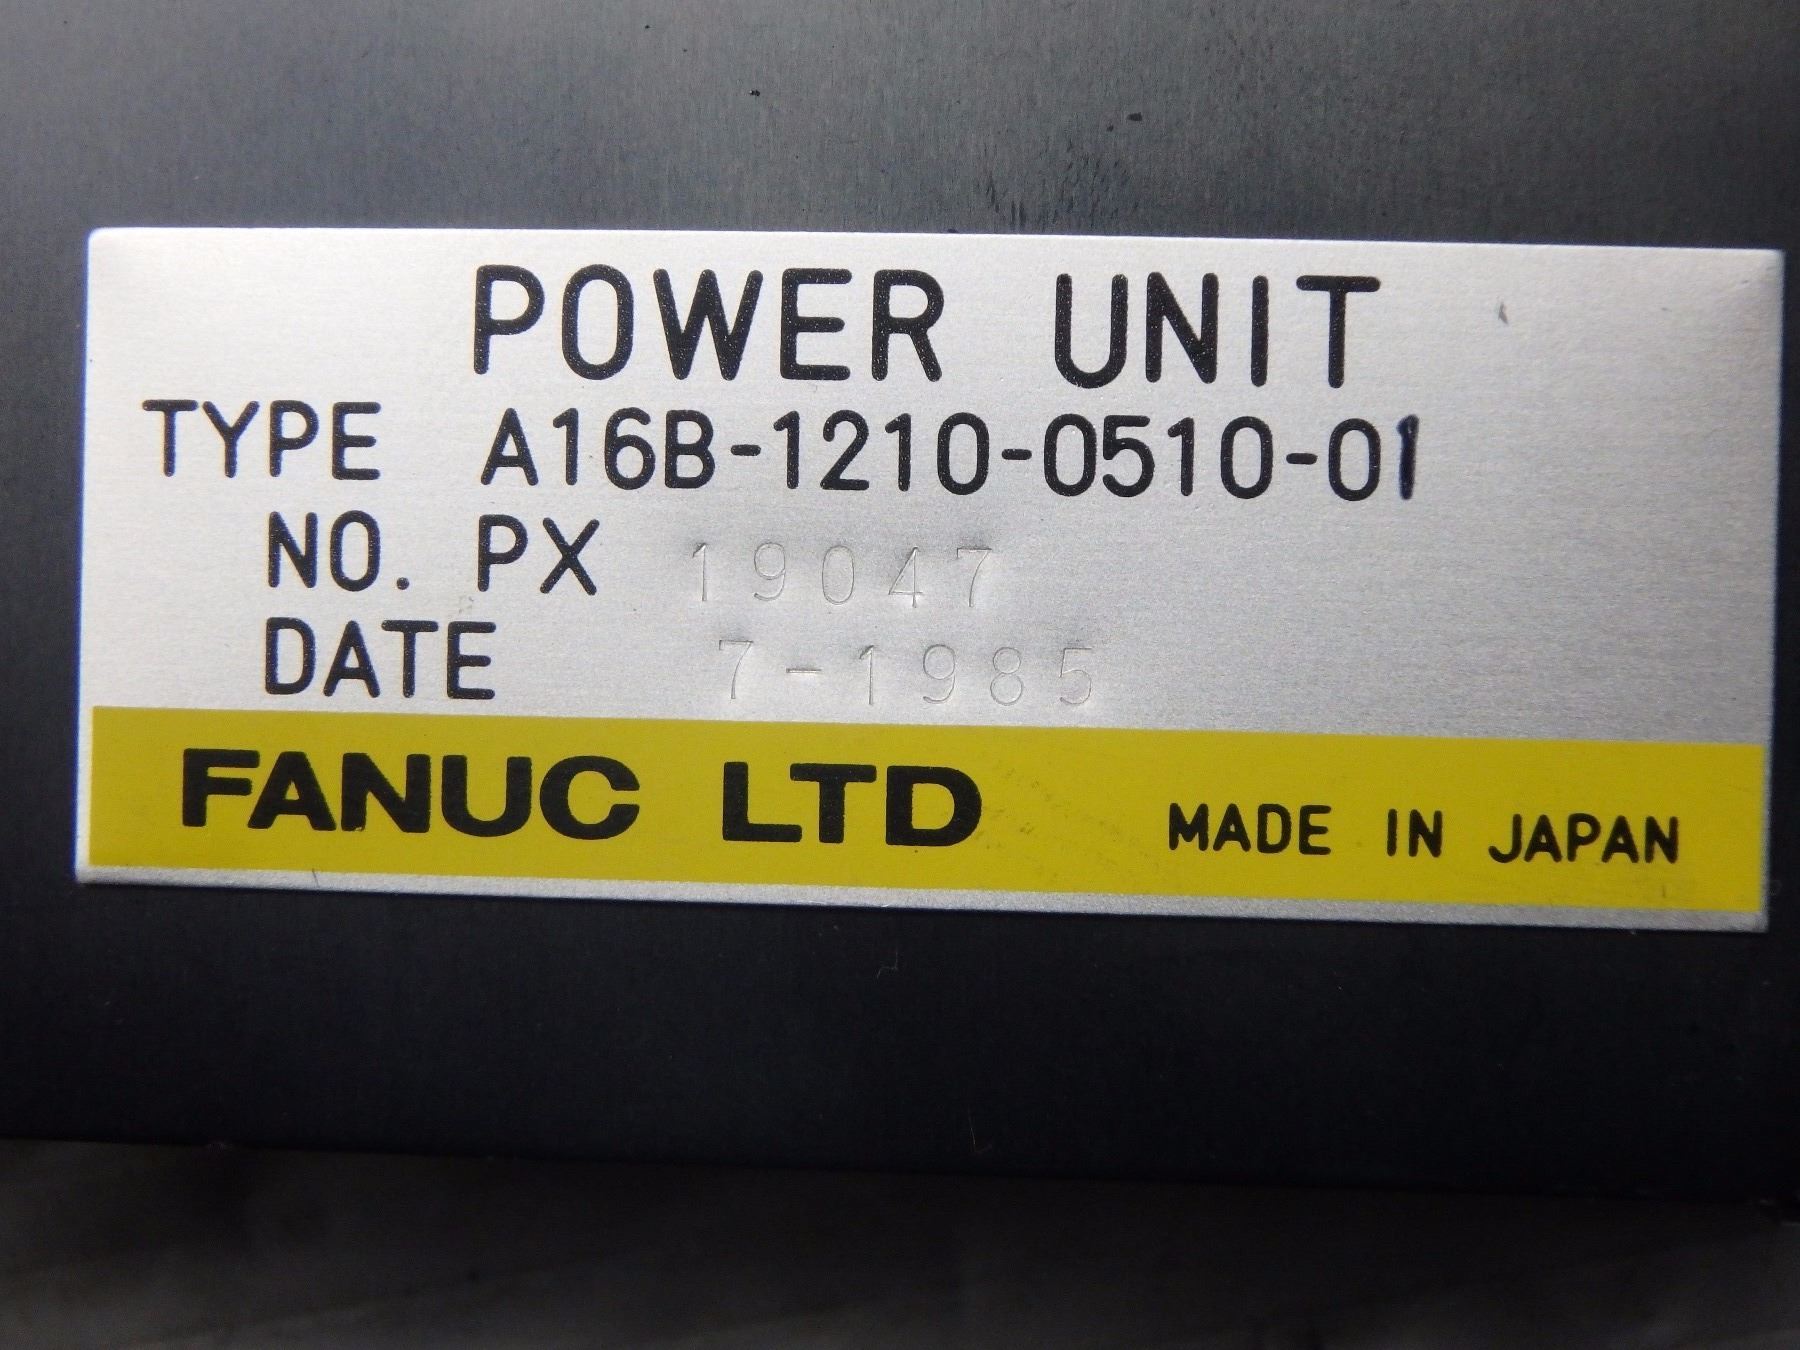 POWER UNIT
TYPE A16B-1210-0510-01
NO. PX 19047
DATE 7-1985
FANUC LTD MADE IN JAPAN